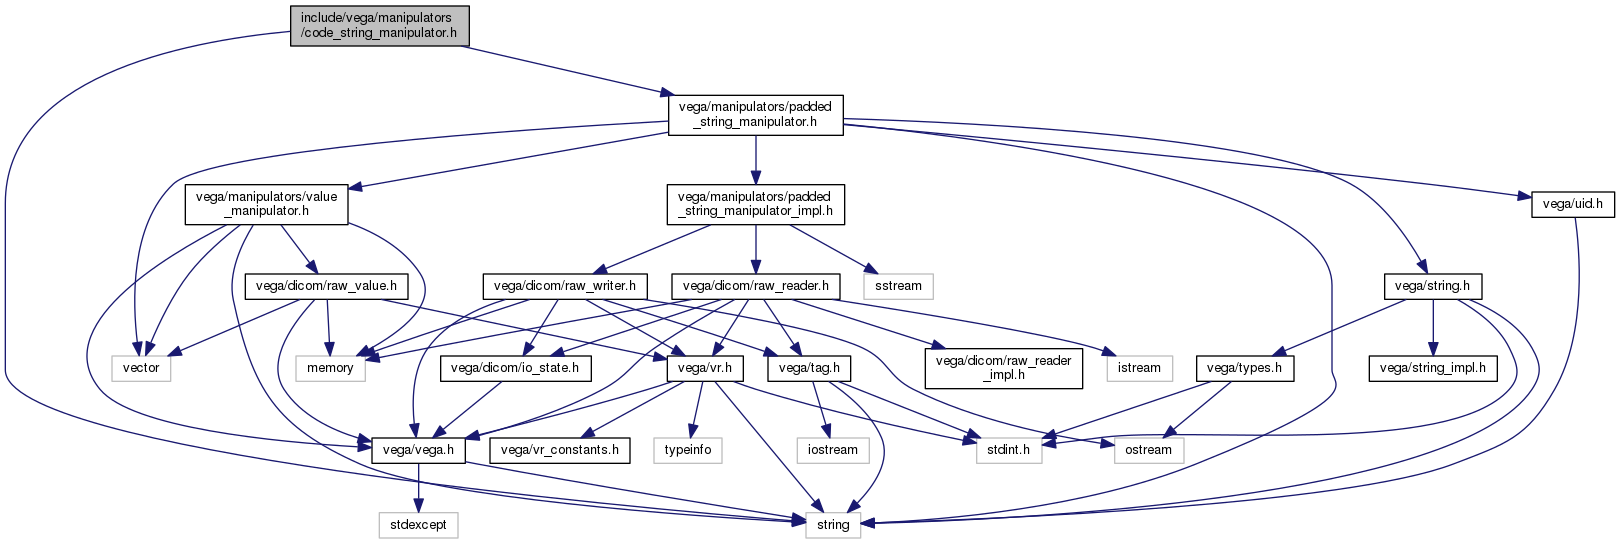 include/vega/manipulators
/code_string_manipulator.h
vega/manipulators/padded
_string_manipulator.h
vega/manipulators/value
_manipulator.h
vega/manipulators/padded
_string_manipulator_impl.h
vega/uid.h
vega/dicom/raw_value.h
vega/dicom/raw_writer.h
vega/dicom/raw_reader.h
sstream
vega/string.h
vector
memory
vega/dicom/io_state.h
vega/vr.h
vega/tag.h
vega/dicom/raw_reader
_impl.h
istream
vega/types.h
vega/string_impl.h
vega/vega.h
vega/vr_constants.h
typeinfo
iostream
stdint.h
ostream
stdexcept
string